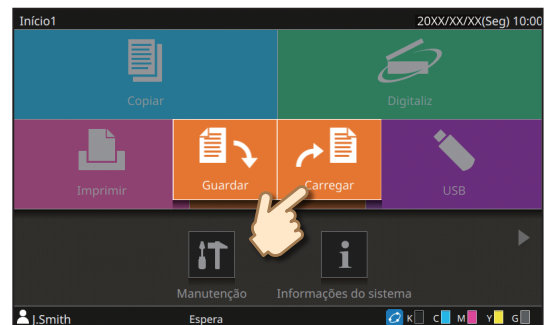 Início1 20XX/XX/XX(Seg) 10:00
Copiar Digitaliz
Imprimir Guardar Carregar USB
Manutenção Informações do sistema
J.Smith Espera K C M Y G